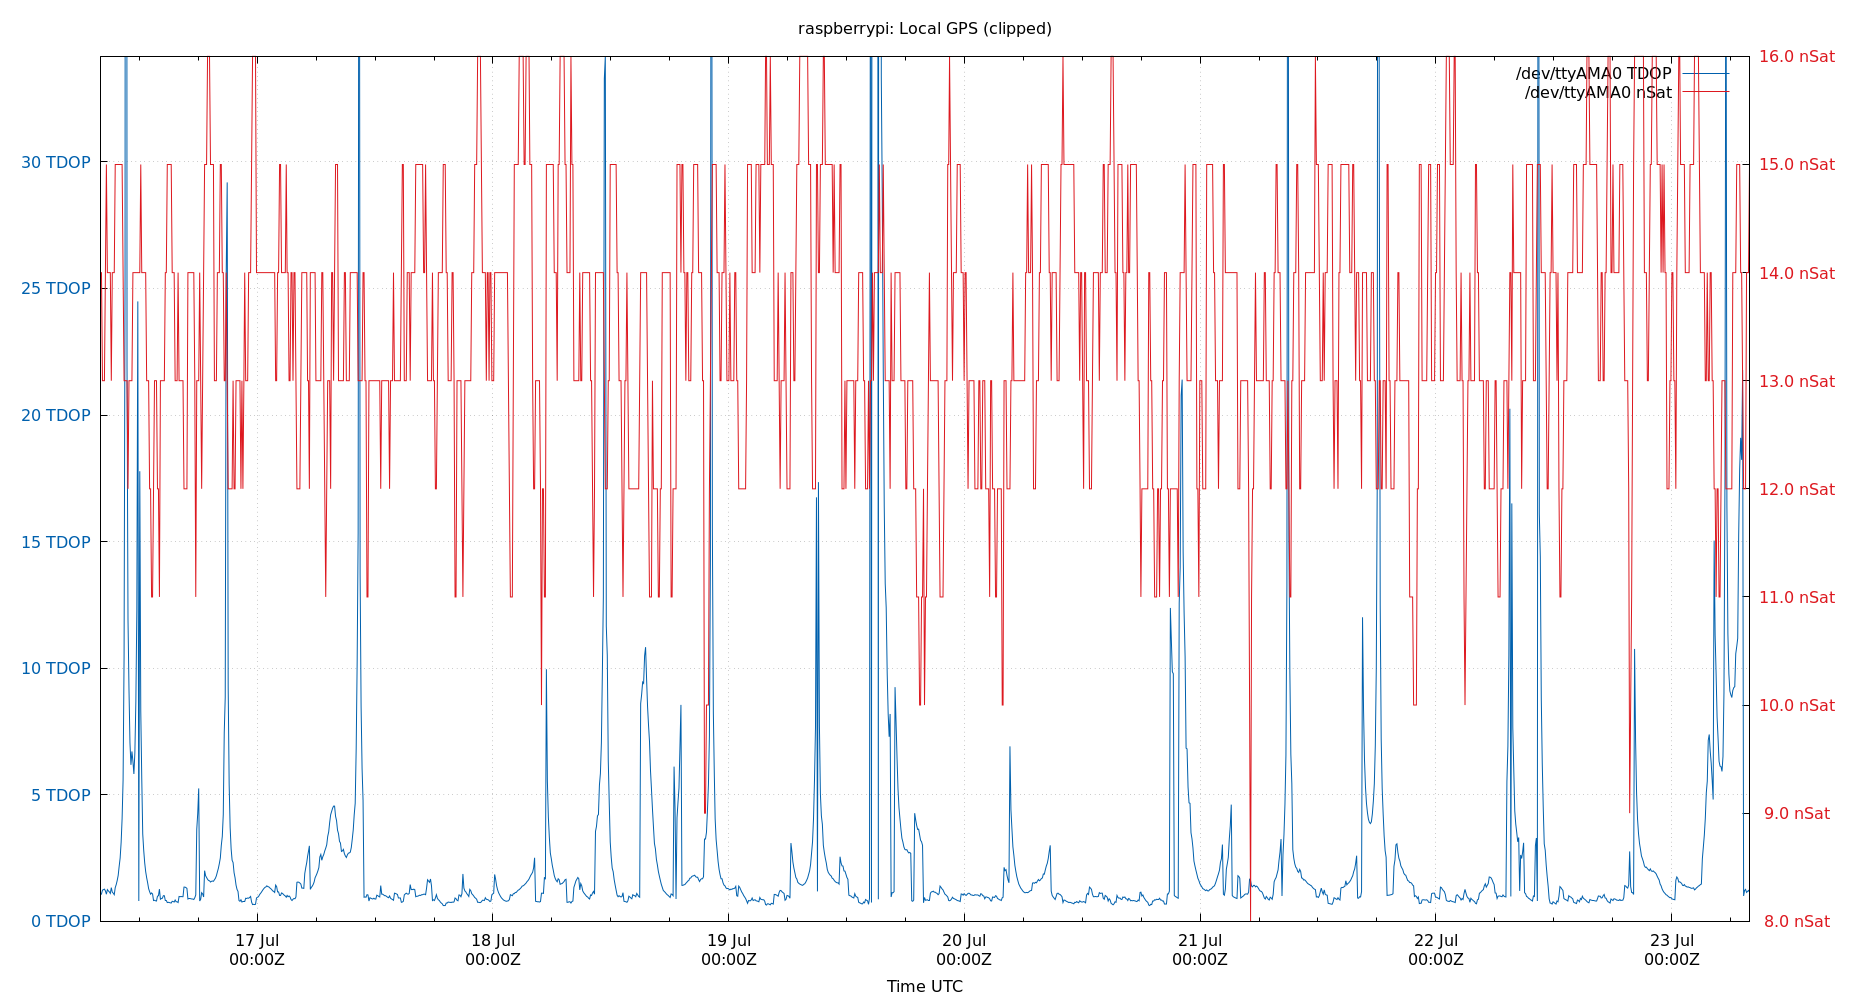 raspberrypi: Local GPS (clipped)
/dev/ttyAMA0 TDOP
/dev/ttyAMA0 nSat
30 TDOP
25 TDOP
20 TDOP
15 TDOP
10 TDOP
5 TDOP
0 TDOP
16.0 nSat
15.0 nSat
14.0 nSat
13.0 nSat
12.0 nSat
11.0 nSat
10.0 nSat
9.0 nSat
8.0 nSat
17 Jul
00:00Z
18 Jul
00:00Z
19 Jul
00:00Z
20 Jul
00:00Z
21 Jul
00:00Z
22 Jul
00:00Z
23 Jul
00:00Z
Time UTC